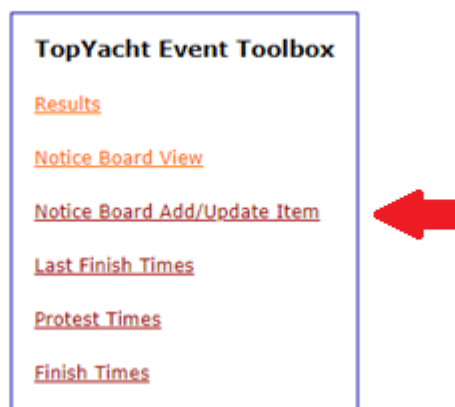 TopYacht Event Toolbox
Results
Notice Board View
Notice Board Add/Update Item
Last Finish Times
Protest Times
Finish Times